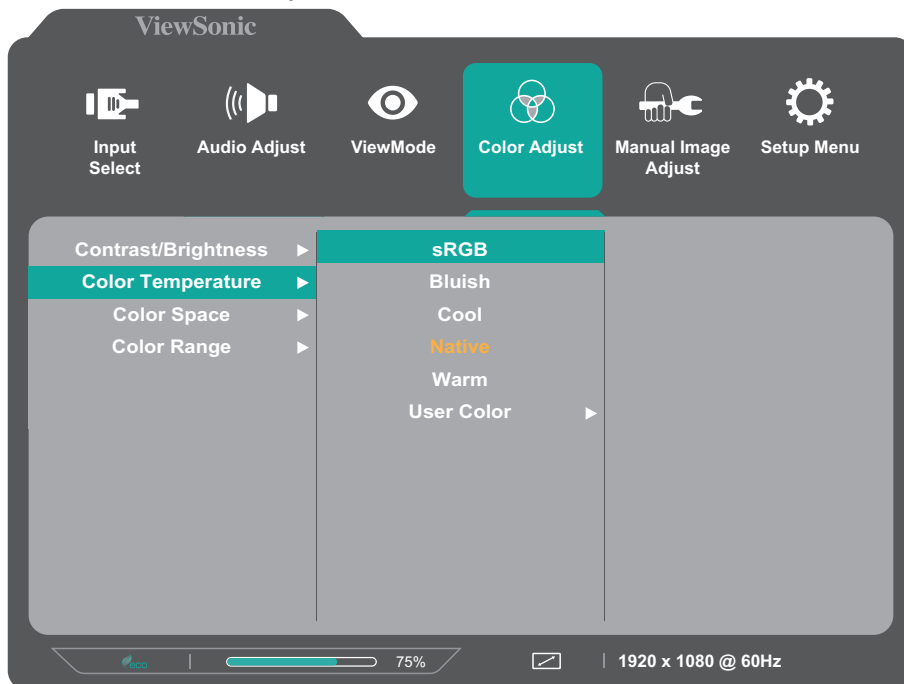 ViewSonic
Input Select
Audio Adjust
ViewMode
Color Adjust
Manual Image Adjust
Setup Menu
Contrast/Brightness
sRGB
Color Temperature
Bluish
Color Space
Cool
Color Range
Native
Warm
User Color
eco
75%
1920 x 1080 @ 60Hz